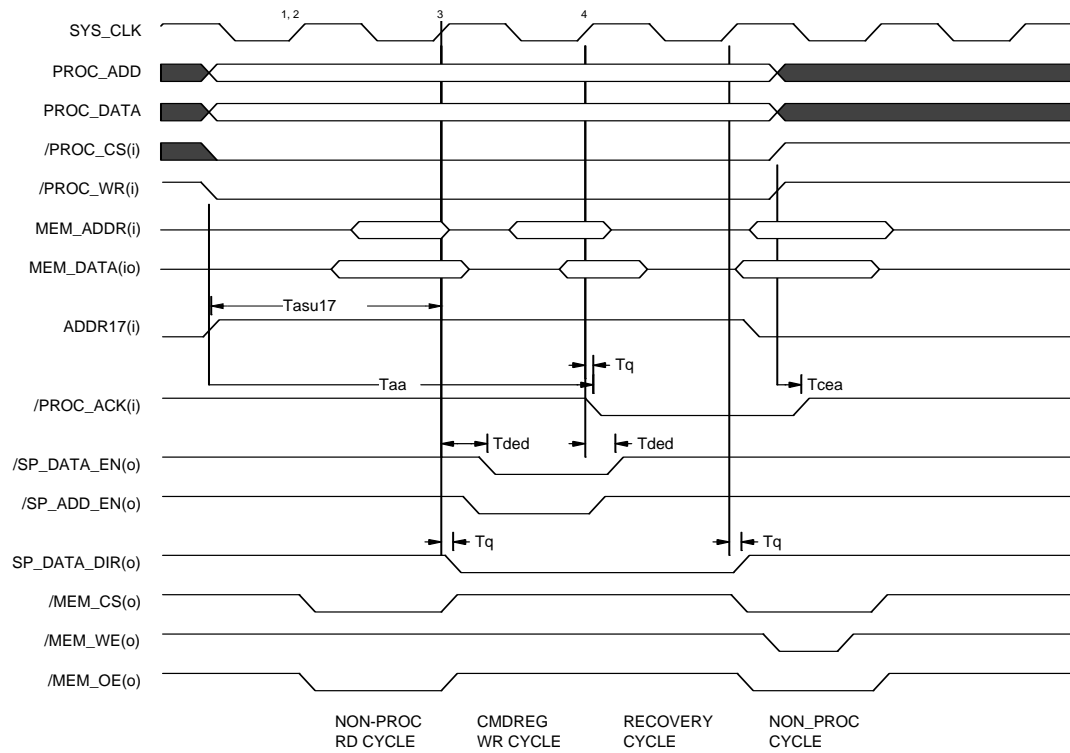 1, 2 3 4
SYS_CLK
PROC_ADD
PROC_DATA
/PROC_CS(i)
/PROC_WR(i)
MEM_ADDR(i)
MEM_DATA(io)
Tasu17
ADDR17(i)
Tq
Taa Tcea
/PROC_ACK(i)
Tded Tded
/SP_DATA_EN(o)
/SP_ADD_EN(o)
Tq Tq
SP_DATA_DIR(o)
/MEM_CS(o)
/MEM_WE(o)
/MEM_OE(o)
NON-PROC CMDREG RECOVERY NON_PROC
RD CYCLE WR CYCLE CYCLE CYCLE